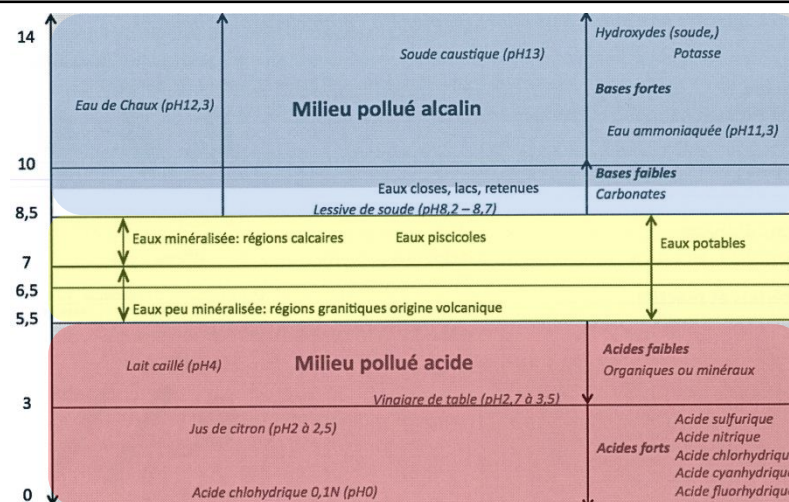 14
Hydroxydes (soude,)
Soude caustique (pH13)
Potasse
Bases fortes
Eau de Chaux (pH12,3)
Milieu pollué alcalin
Eau ammoniaquée (pH11,3)
10
Bases faibles
Eaux closes, lacs, retenues
Carbonates
Lessive de soude (pH8,2 – 8,7)
8,5
Eaux minéralisée: régions calcaires
Eaux piscicoles
Eaux potables
7
6,5
Eaux peu minéralisée: régions granitiques origine volcanique
5,5
Acides faibles
Lait caillé (pH4)
Milieu pollué acide
Organiques ou minéraux
Vinaigre de table (pH2,7 à 3,5)
3
Acide sulfurique
Jus de citron (pH2 à 2,5)
Acide nitrique
Acides forts
Acide chlorhydrique
Acide cyanhydrique
Acide chlohydrique 0,1N (pH0)
Acide fluorhydrique
0